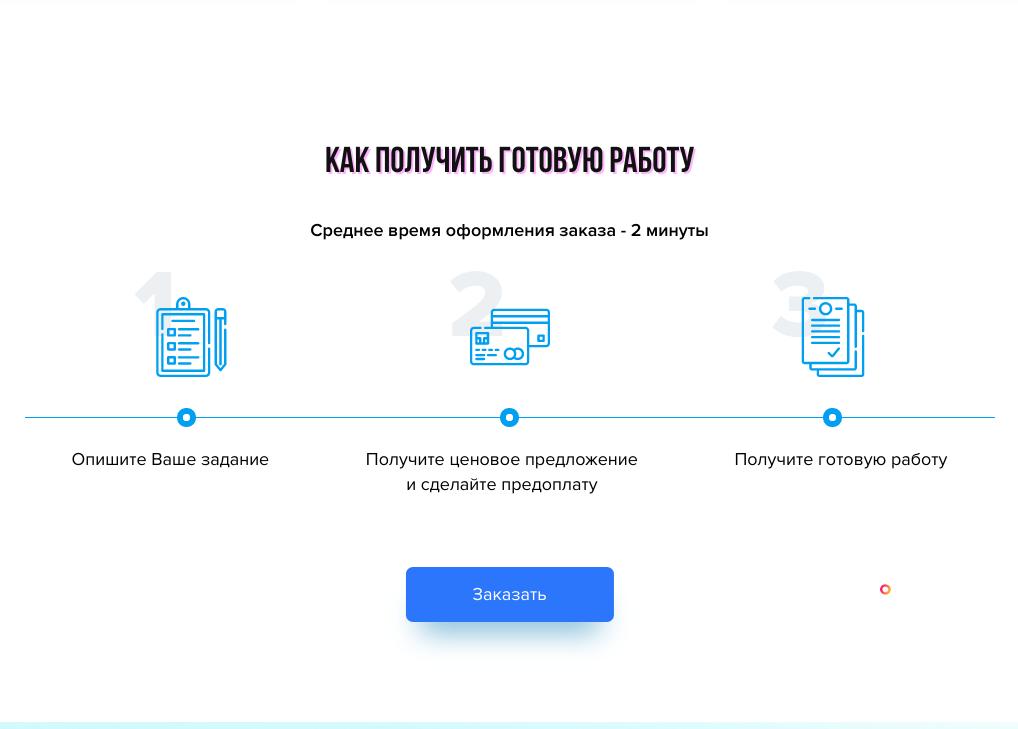 КАК ПОЛУЧИТЬ ГОТОВУЮ РАБОТУ
Среднее время оформления заказа - 2 минуты
1
2
3
Опишите Ваше задание
Получите ценовое предложение
и сделайте предоплату
Получите готовую работу
Заказать